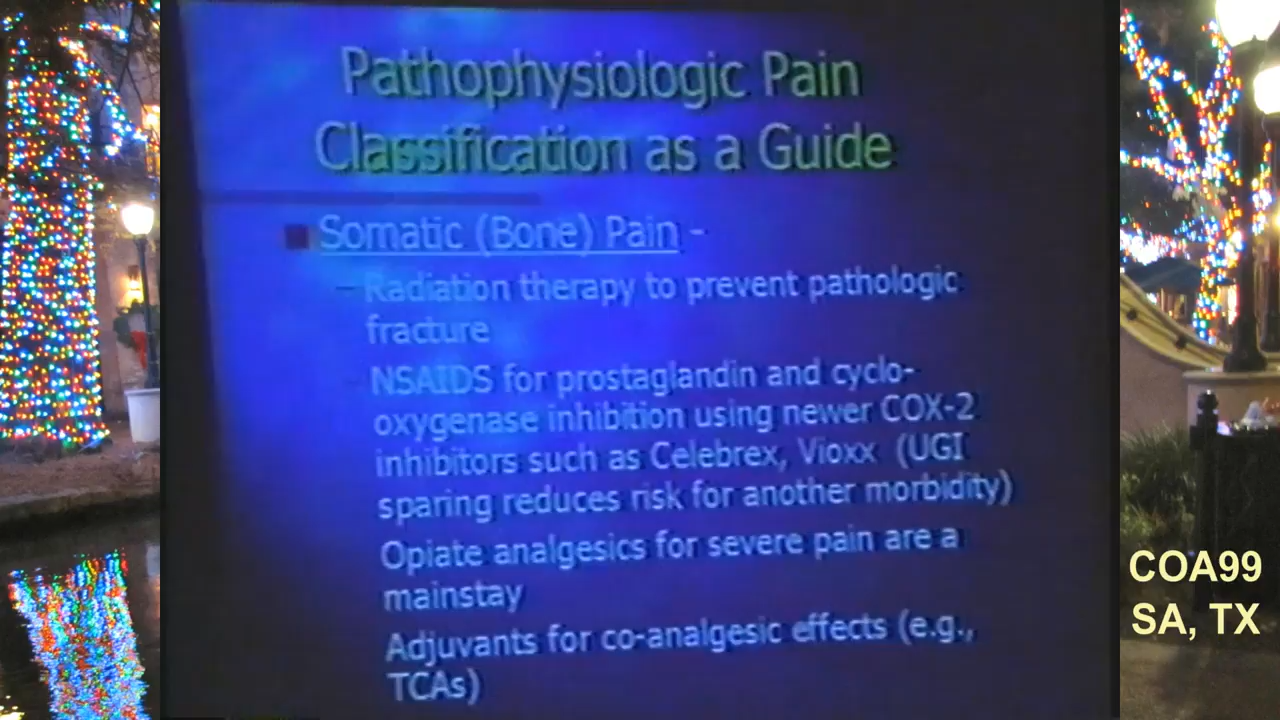 Pathophysiologic Pain
Classification as a Guide
Somatic (Bone) Pain -
– Radiation therapy to prevent pathologic
fracture
– NSAIDS for prostaglandin and cyclo-
oxygenase inhibition using newer COX-2
inhibitors such as Celebrex, Vioxx (UGI
sparing reduces risk for another morbidity)
Opiate analgesics for severe pain are a
mainstay
Adjuvants for co-analgesic effects (e.g.,
TCAs)
COA99
SA, TX